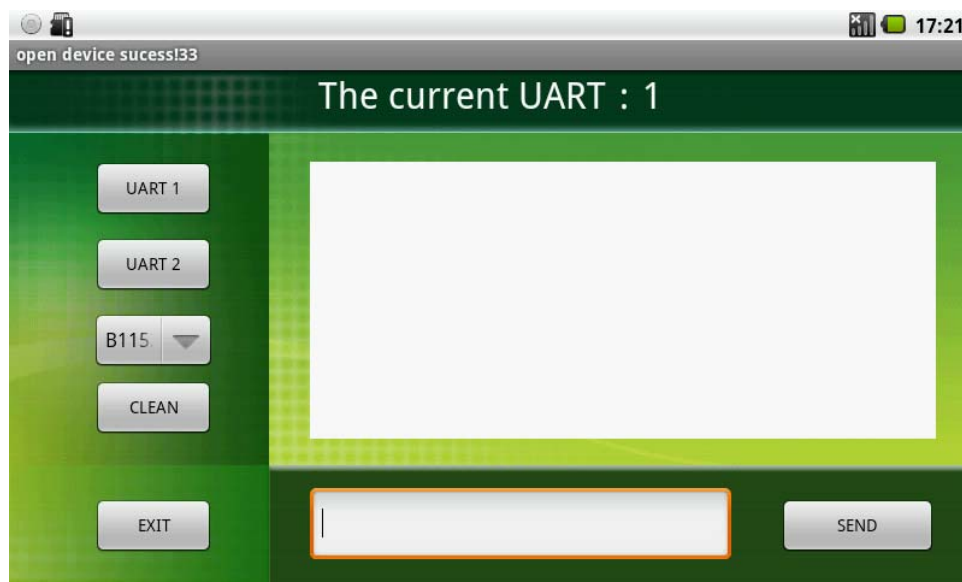 17:21
open device sucess!33
The current UART : 1
UART 1
UART 2
B115
CLEAN
EXIT
SEND